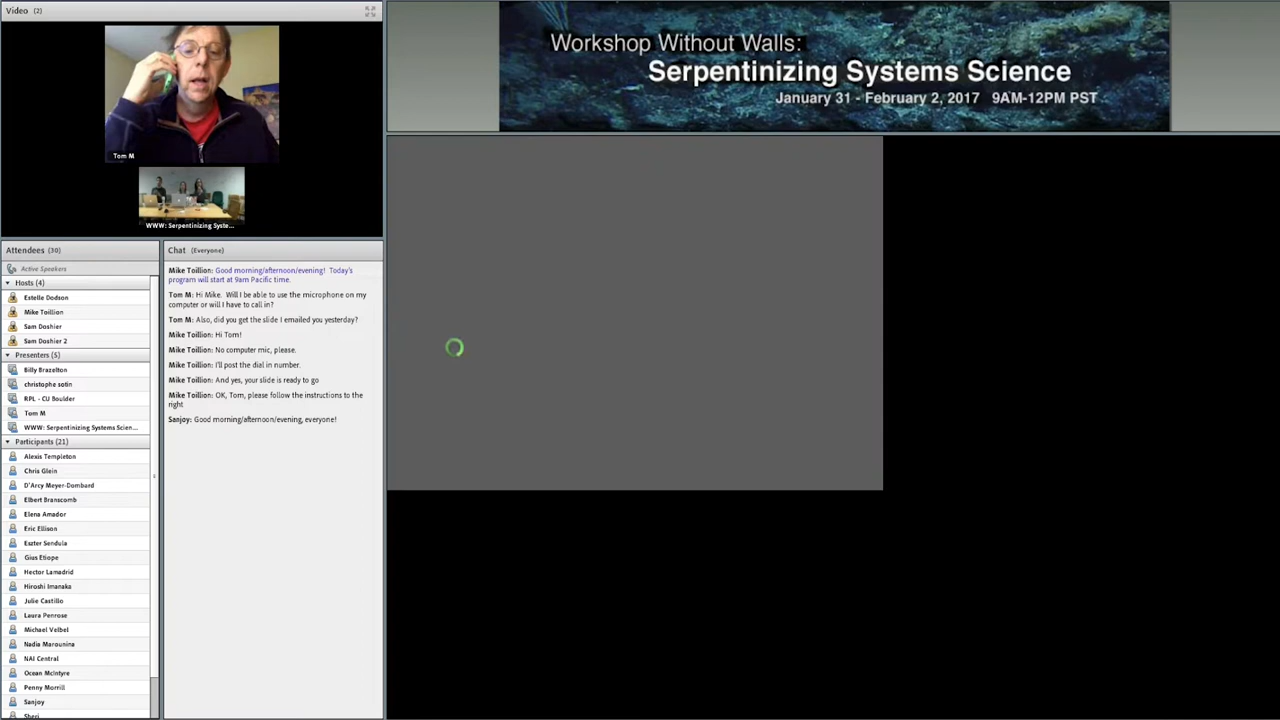 Video (2)
Tom M
WWW: Serpentinizing Syste...
Workshop Without Walls:
Serpentinizing Systems Science
January 31 - February 2, 2017 9AM-12PM PST
Attendees (30)
Active Speakers
Hosts (4)
Estelle Dodson
Mike Toillion
Sam Doshier
Sam Doshier 2
Presenters (5)
Billy Brazelton
christophe sotin
RPL - CU Boulder
Tom M
WWW: Serpentinizing Systems Scien...
Participants (21)
Alexis Templeton
Chris Glein
D'Arcy Meyer-Dombard
Elbert Branscomb
Elena Amador
Eric Ellison
Eszter Sendula
Gius Etiope
Hector Lamadrid
Hiroshi Imanaka
Julie Castillo
Laura Penrose
Michael Velbel
Nadia Marounina
NAI Central
Ocean McIntyre
Penny Morrill
Sanjoy
Sheri
Chat (Everyone)
Mike Toillion: Good morning/afternoon/evening! Today's
program will start at 9am Pacific time.
Tom M: Hi Mike. Will I be able to use the microphone on my
computer or will I have to call in?
Tom M: Also, did you get the slide I emailed you yesterday?
Mike Toillion: Hi Tom!
Mike Toillion: No computer mic, please.
Mike Toillion: I'll post the dial in number.
Mike Toillion: And yes, your slide is ready to go
Mike Toillion: OK, Tom, please follow the instructions to the
right
Sanjoy: Good morning/afternoon/evening, everyone!